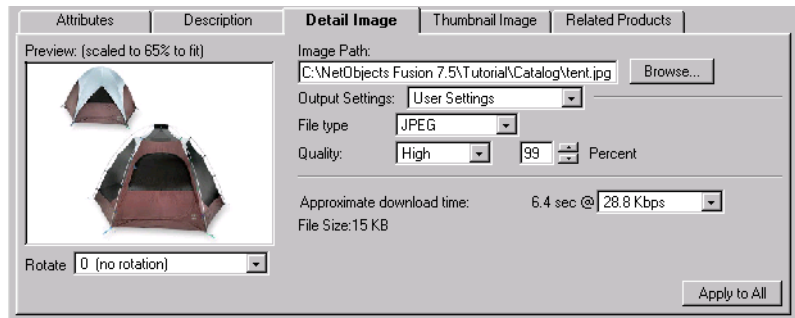 Attributes
Description
Detail Image
Thumbnail Image
Related Products
Preview: (scaled to 65% to fit)
Image Path:
C:\NetObjects Fusion 7.5\Tutorial\Catalog\tent.jpg
Browse...
Output Settings: User Settings
File type JPEG
Quality: High 99 Percent
Approximate download time: 6.4 sec @ 28.8 Kbps
File Size:15 KB
Rotate 0 (no rotation)
Apply to All